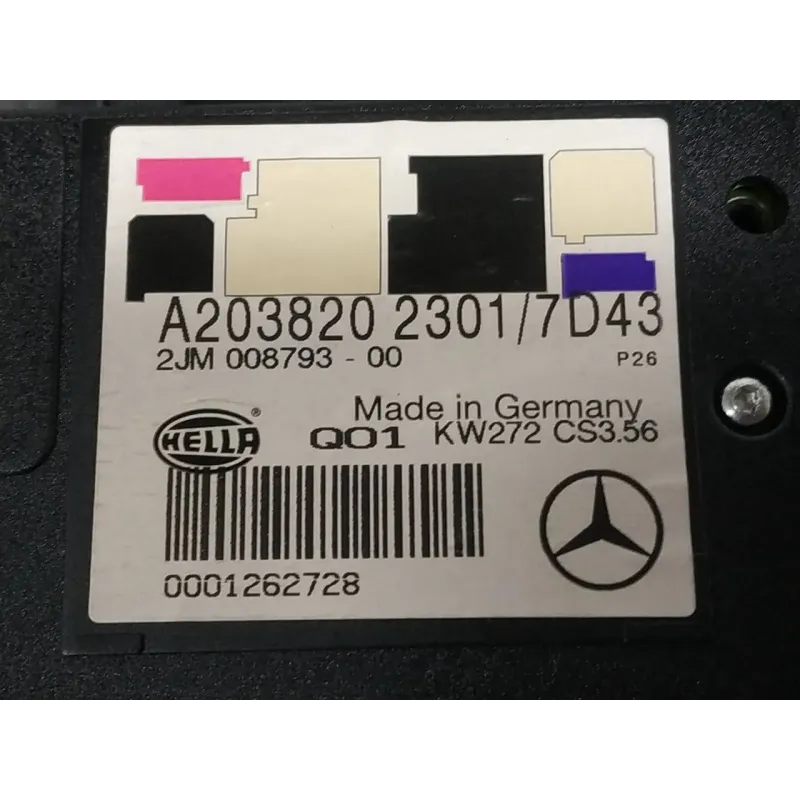 A203820 2301/7D43
2JM 008793 - 00 P26
Made in Germany
HELLA ® Q01 KW272 CS3.56
0001262728